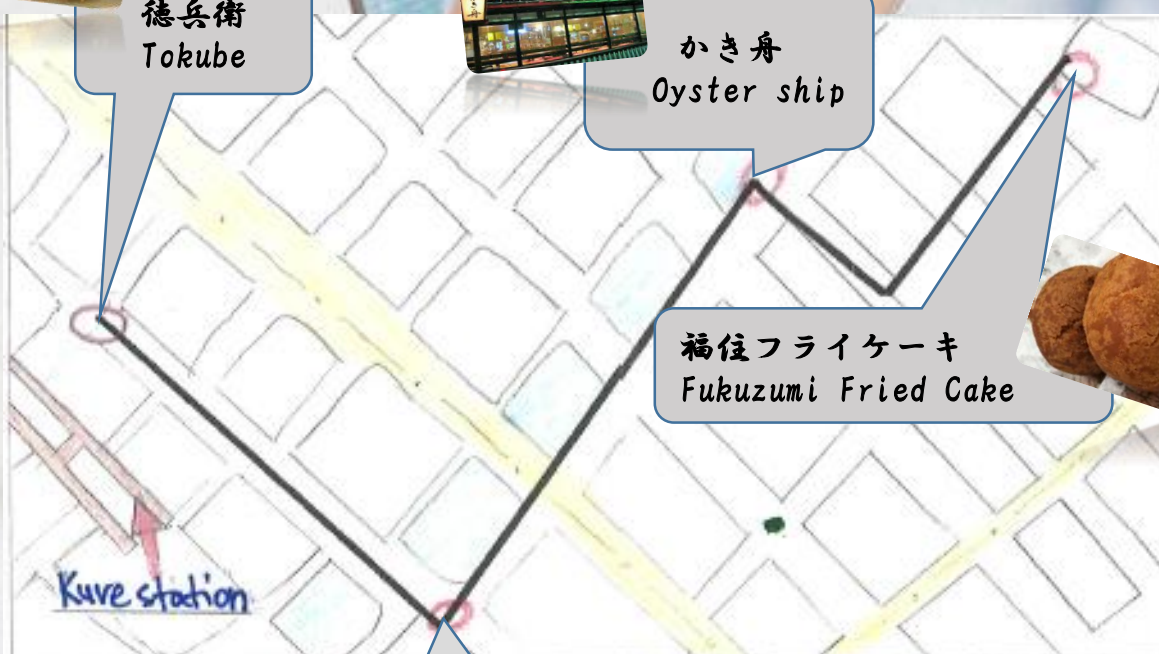 徳兵衛
Tokube
かき舟
Oyster ship
福住フライケーキ
Fukuzumi Fried Cake
Kure station